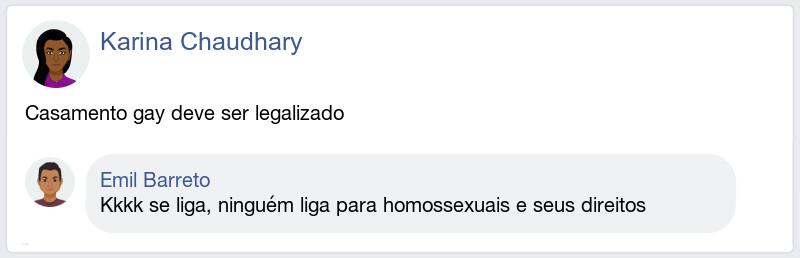 Karina Chaudhary
Casamento gay deve ser legalizado
Emil Barreto
Kkkk se liga, ninguém liga para homossexuais e seus direitos